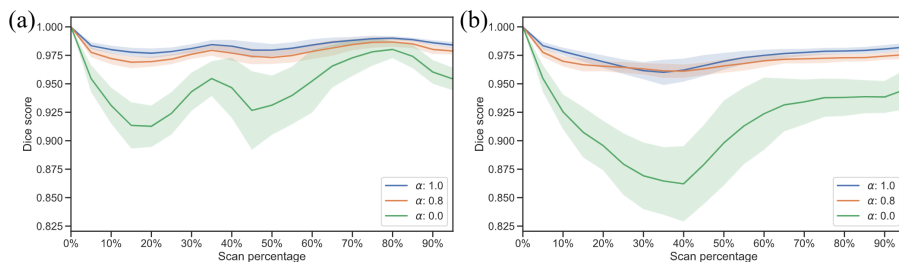 (a)
1.000
0.975
0.950
0.925
0.900
0.875
0.850
0.825
Dice score
0% 10% 20% 30% 40% 50% 60% 70% 80% 90%
Scan percentage
α: 1.0
α: 0.8
α: 0.0
(b)
1.000
0.975
0.950
0.925
0.900
0.875
0.850
0.825
Dice score
0% 10% 20% 30% 40% 50% 60% 70% 80% 90%
Scan percentage
α: 1.0
α: 0.8
α: 0.0